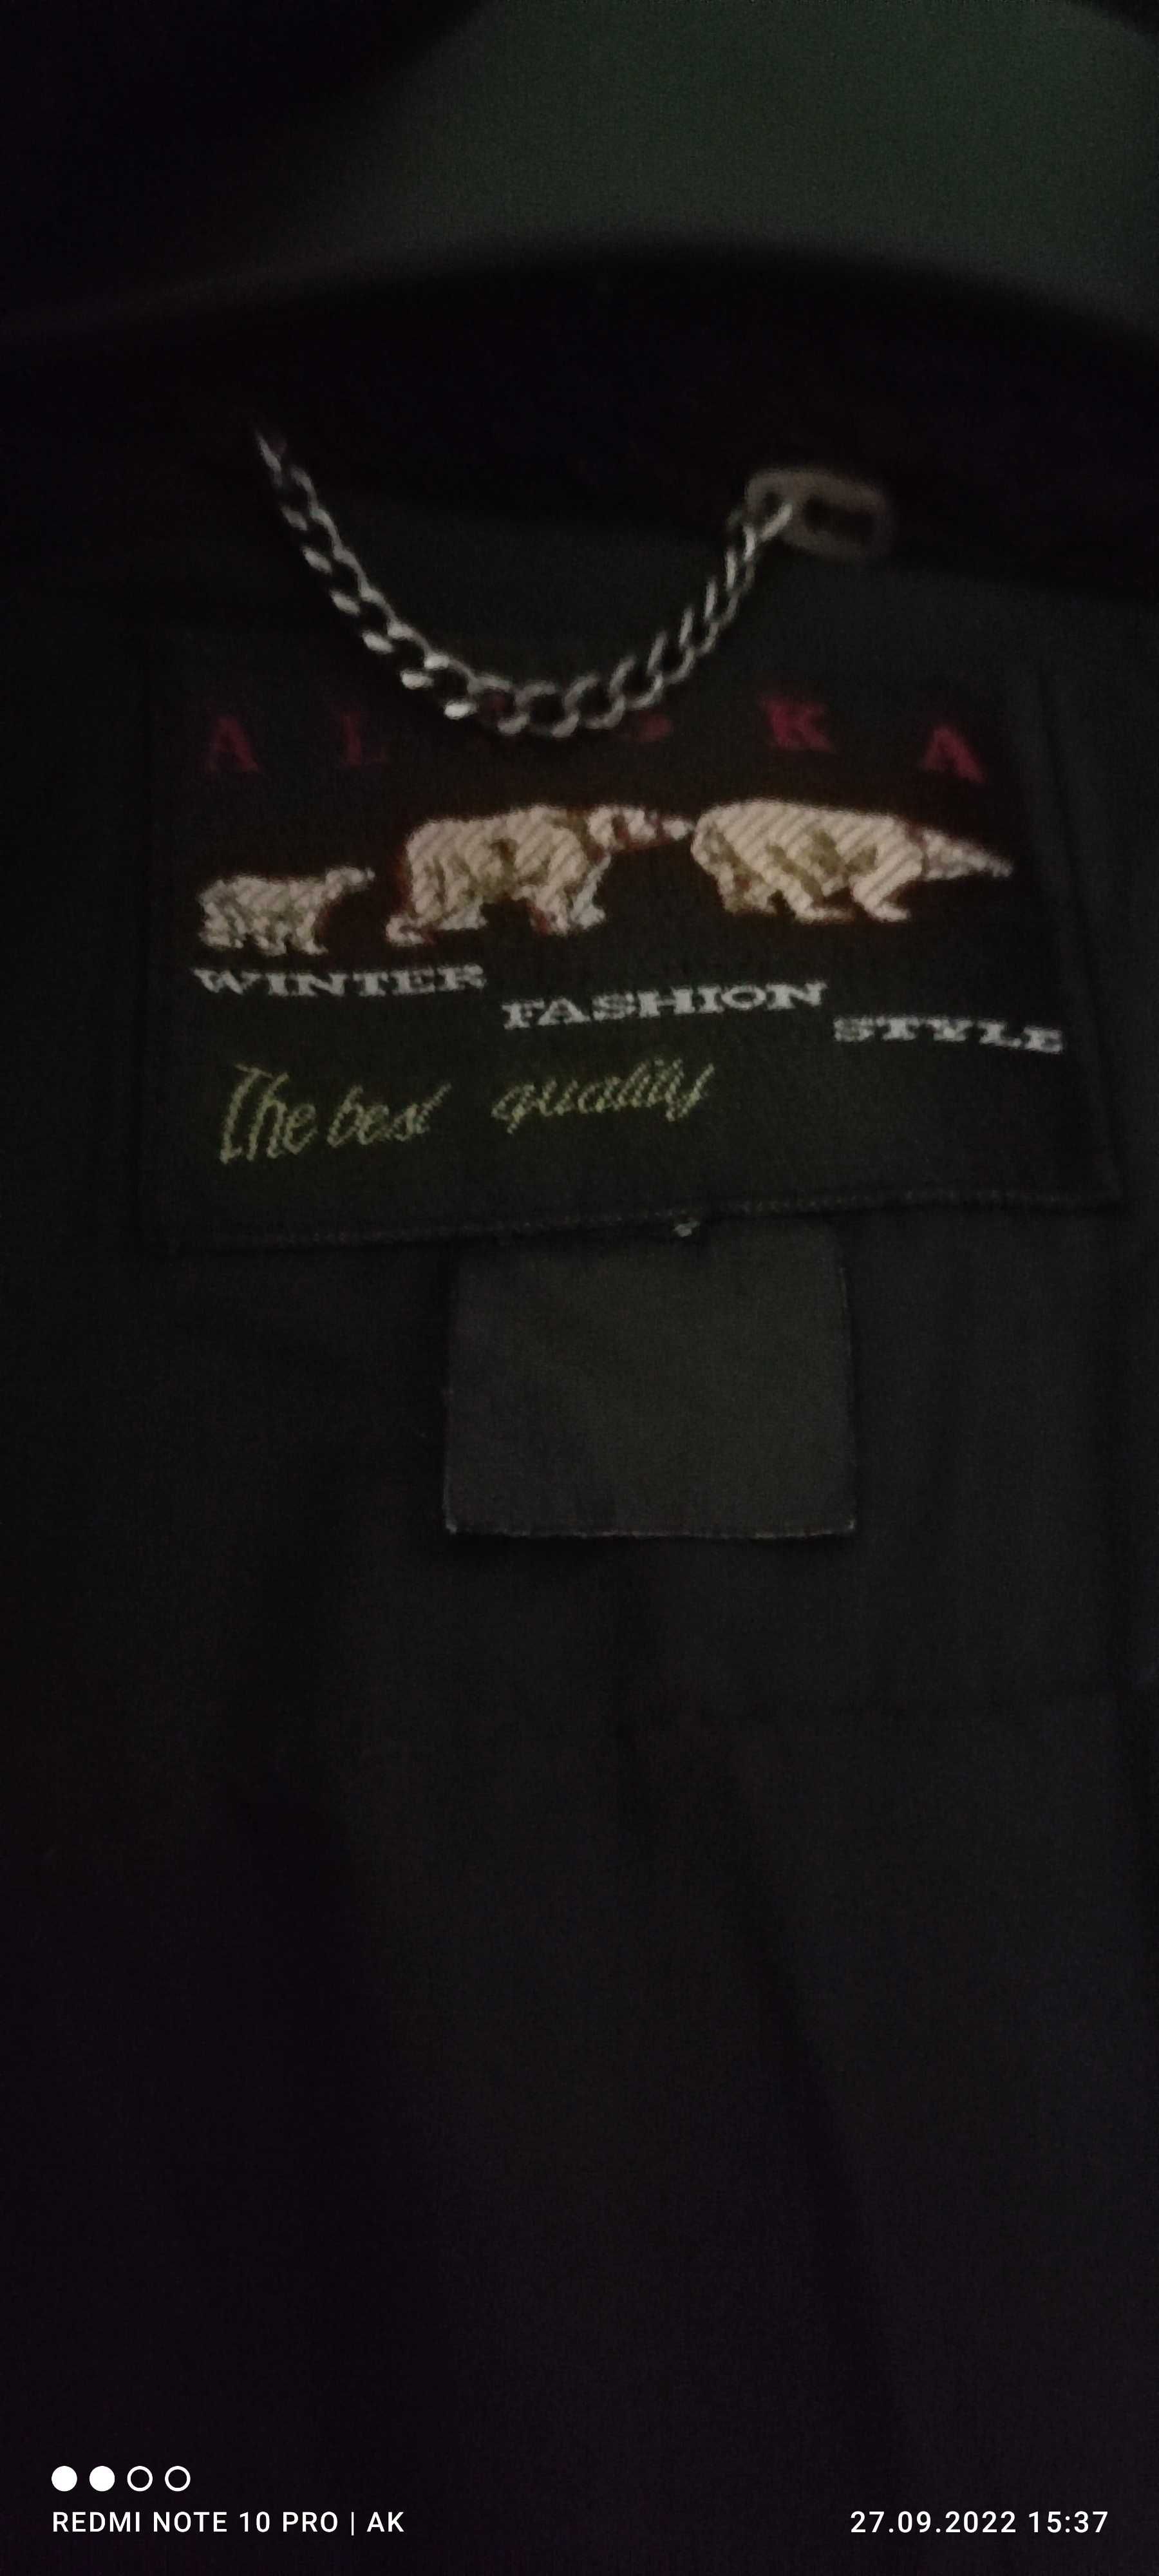 A L A S K A
WINTER FASHION STYLE
The best quality
REDMI NOTE 10 PRO | AK
27.09.2022 15:37